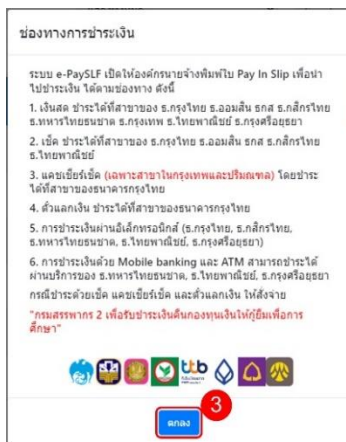 ช่องทางการชำระเงิน
ระบบ e-PaySLF เปิดให้องค์กรนายจ้างพิมพ์ใบ Pay In Slip เพื่อนำ
ไปชำระเงิน ได้ตามช่องทาง ดังนี้
1. เงินสด ชำระได้ที่สาขาของ ธ.กรุงไทย ธ.ออมสิน ธกส ธ.กสิกรไทย
ธ.ทหารไทยธนชาต ธ.กรุงเทพ ธ.ไทยพาณิชย์ ธ.กรุงศรีอยุธยา
2. เช็ค ชำระได้ที่สาขาของ ธ.กรุงไทย ธ.ออมสิน ธกส ธ.กสิกรไทย
ธ.ไทยพาณิชย์
3. แคชเชียร์เช็ค (เฉพาะสาขาในกรุงเทพและปริมณฑล) โดยชำระ
ได้ที่สาขาของธนาคารกรุงไทย
4. ตั๋วแลกเงิน ชำระได้ที่สาขาของกรุงไทย
5. การชำระเงินผ่านอิเล็กทรอนิกส์ (ธ.กรุงไทย, ธ.กสิกรไทย,
ธ.ทหารไทยธนชาต, ธ.ไทยพาณิชย์, ธ.กรุงศรีอยุธยา)
6. การชำระเงินด้วย Mobile banking และ ATM สามารถชำระได้
ผ่านบริการของ ธ.ทหารไทยธนชาต, ธ.ไทยพาณิชย์, ธ.กรุงศรีอยุธยา
กรณีชำระด้วยเช็ค แคชเชียร์เช็ค และตั๋วแลกเงิน ให้สั่งจ่าย
"กรมสรรพากร 2 เพื่อรับชำระเงินคืนกองทุนเงินให้กู้ยืมเพื่อการ
ศึกษา"
ttb
3
ตกลง